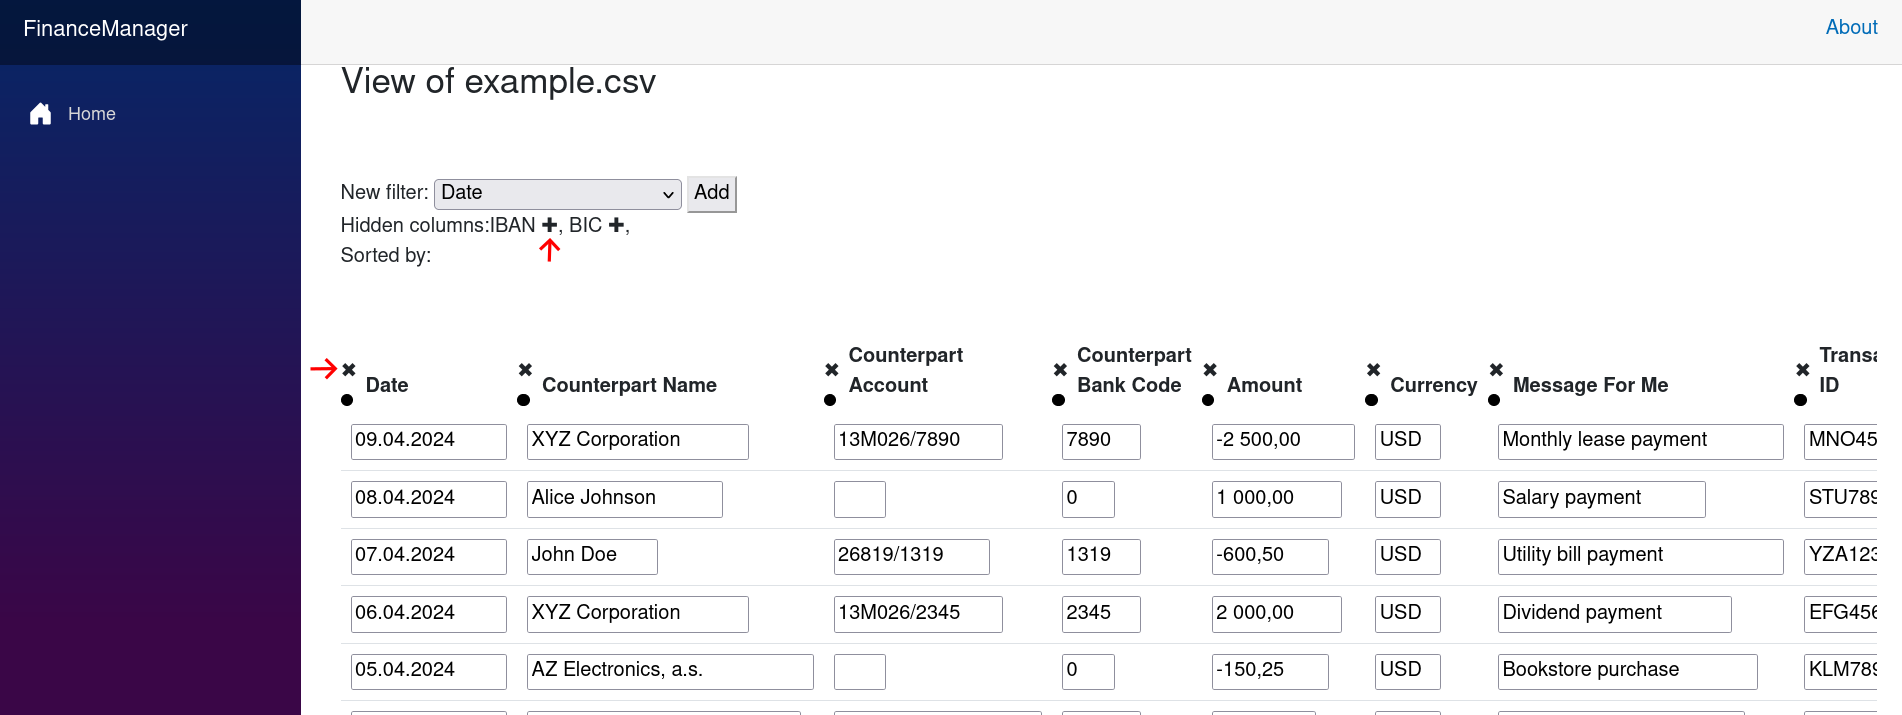 FinanceManager
About
Home
View of example.csv
New filter: Date Add
Hidden columns:IBAN ✚, BIC ✚,
Sorted by:
✖ Date ✖ Counterpart Name ✖ Counterpart Account ✖ Counterpart Bank Code ✖ Amount ✖ Currency ✖ Message For Me ✖ Transa ID
09.04.2024 XYZ Corporation 13M026/7890 7890 -2 500,00 USD Monthly lease payment MNO45
08.04.2024 Alice Johnson 0 1 000,00 USD Salary payment STU789
07.04.2024 John Doe 26819/1319 1319 -600,50 USD Utility bill payment YZA123
06.04.2024 XYZ Corporation 13M026/2345 2345 2 000,00 USD Dividend payment EFG456
05.04.2024 AZ Electronics, a.s. 0 -150,25 USD Bookstore purchase KLM789